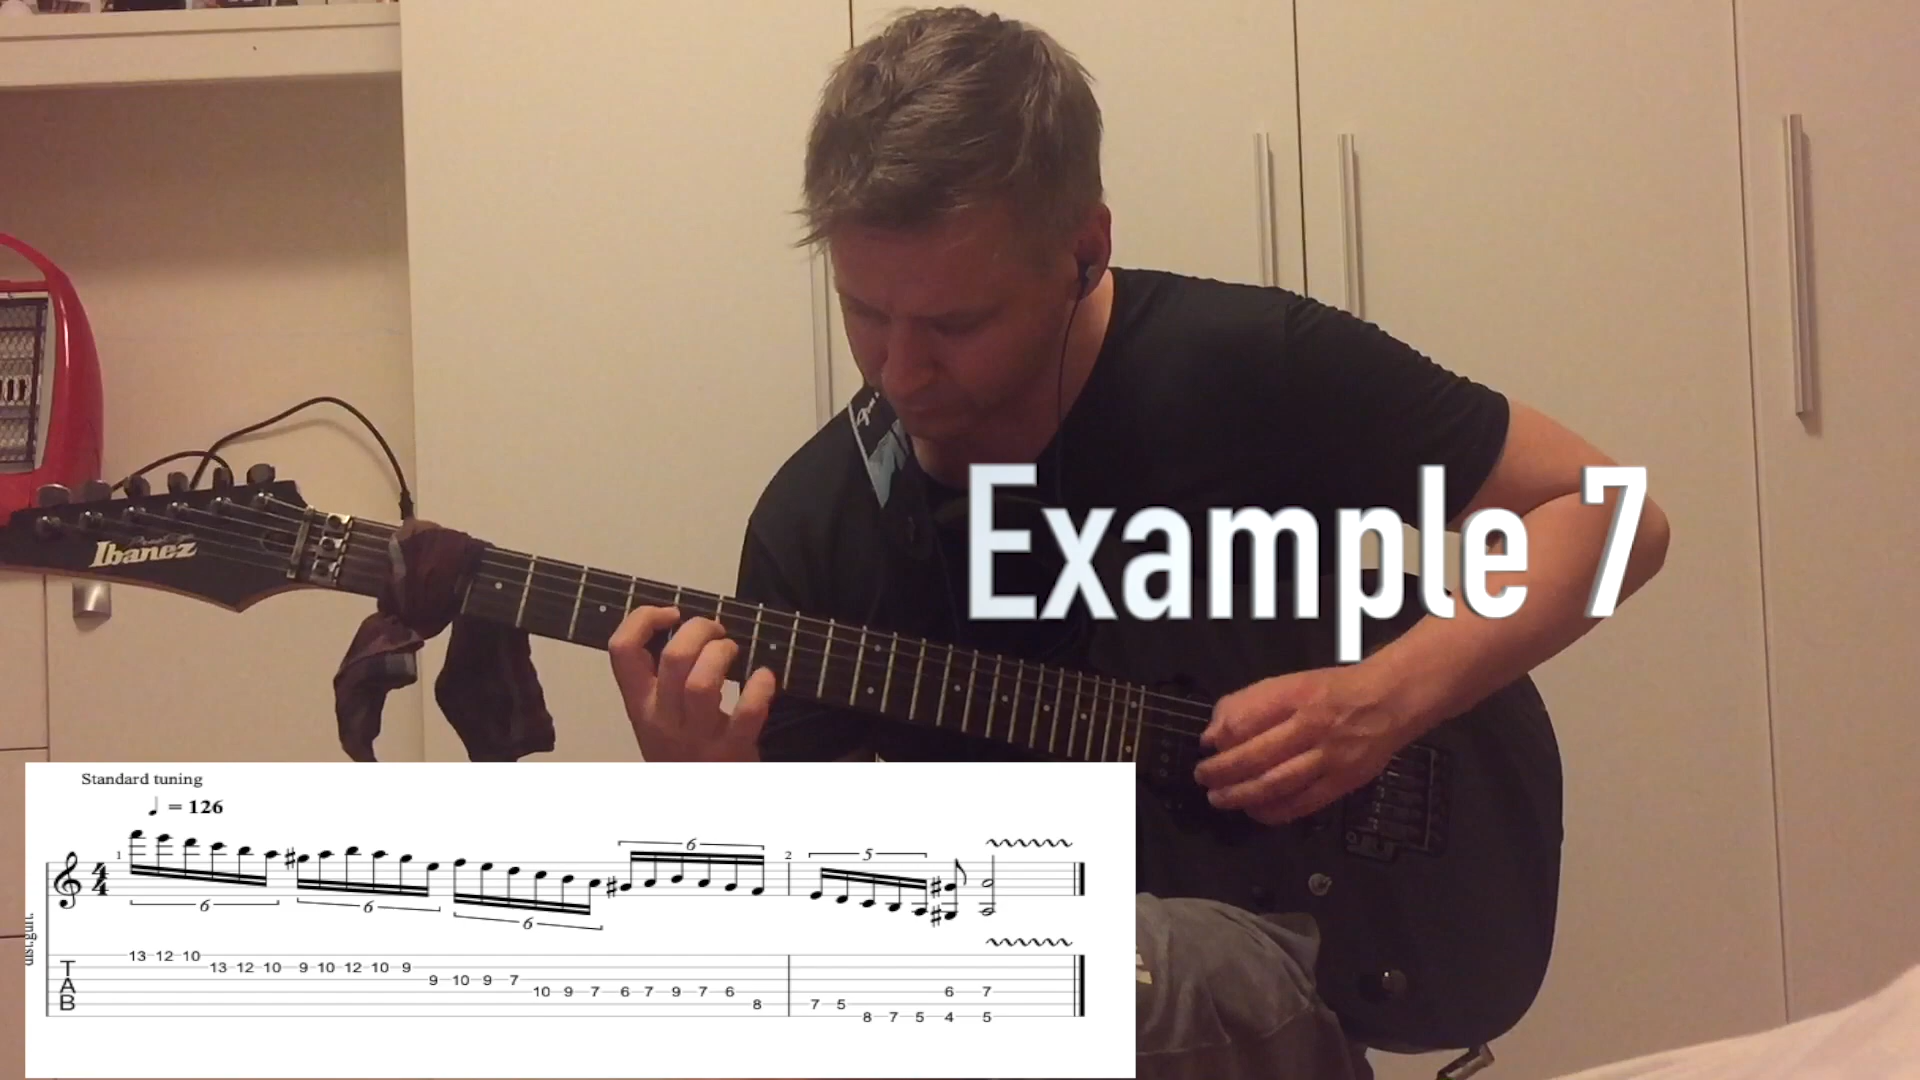 Ibanez
Example 7
Standard tuning
♩ = 126
dist.guit.
1 2
4
4
6 6 6 6 5
T
A
B
13 12 10
13 12 10 9 10 12 10 9
9 10 9 7
10 9 7 6 7 9 7 6 6 7
8 7 5
8 7 5 4 5